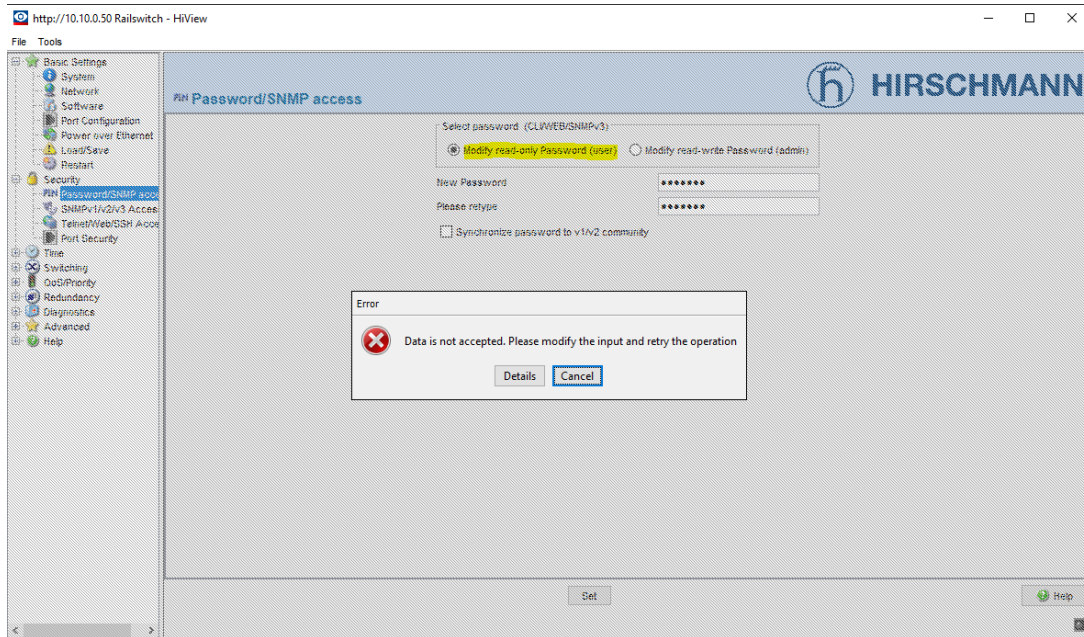 http://10.10.0.50 Railswitch - HiView
File Tools
Basic Settings
System
Network
Software
Port Configuration
Power over Ethernet
Load/Save
Restart
Security
PIN Password/SNMP acce
SNMPv1/v2/v3 Acces
Telnet/Web/SSH Acce
Port Security
Time
Switching
QoS/Priority
Redundancy
Diagnostics
Advanced
Help
PIN Password/SNMP access
HIRSCHMANN
Select password (CLI/WEB/SNMPv3)
Modify read-only Password (user) Modify read-write Password (admin)
New Password *******
Please retype *******
Synchronize password to v1/v2 community
Error
Data is not accepted. Please modify the input and retry the operation
Details Cancel
Set Help